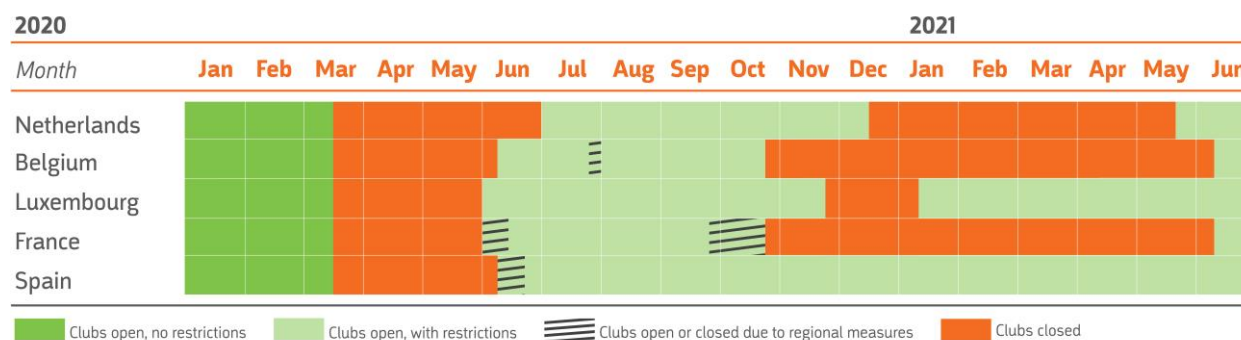 2020 2021
Month Jan Feb Mar Apr May Jun Jul Aug Sep Oct Nov Dec Jan Feb Mar Apr May Jun
Netherlands
Belgium
Luxembourg
France
Spain
Clubs open, no restrictions Clubs open, with restrictions Clubs open or closed due to regional measures Clubs closed